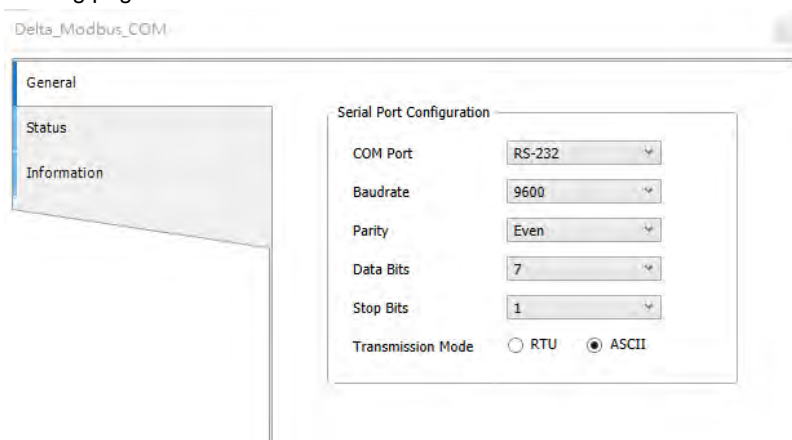 Delta_Modbus_COM
General
Status
Information
Serial Port Configuration
COM Port RS-232
Baudrate 9600
Parity Even
Data Bits 7
Stop Bits 1
Transmission Mode RTU ASCII